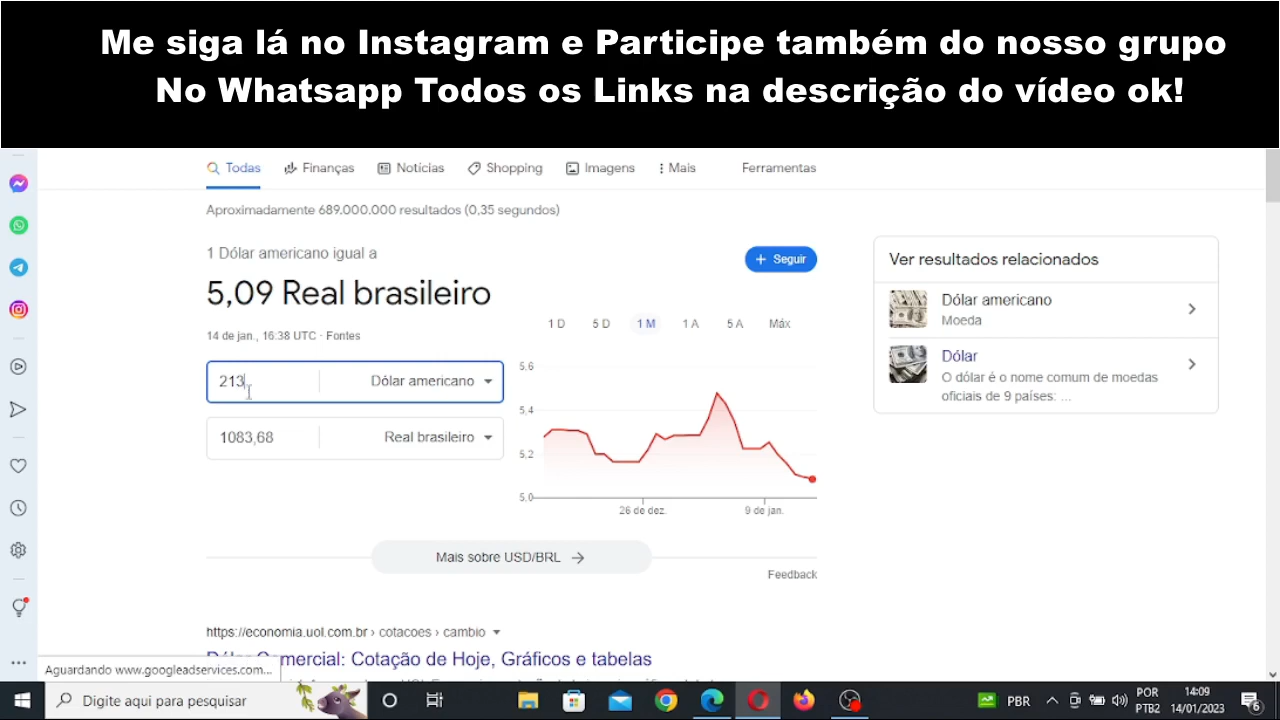 Me siga lá no Instagram e Participe também do nosso grupo
No Whatsapp Todos os Links na descrição do vídeo ok!
Todas Finanças Notícias Shopping Imagens Mais Ferramentas
Aproximadamente 689.000.000 resultados (0,35 segundos)
1 Dólar americano igual a
Seguir
5,09 Real brasileiro
14 de jan., 16:38 UTC · Fontes
1 D 5 D 1 M 1 A 5 A Máx
213 Dólar americano
1083,68 Real brasileiro
5,6
5,4
5,2
5,0
26 de dez. 9 de jan.
Mais sobre USD/BRL
Feedback
Ver resultados relacionados
Dólar americano
Moeda
Dólar
O dólar é o nome comum de moedas
oficiais de 9 países: ...
https://economia.uol.com.br › cotacoes › cambio
Dólar Comercial: Cotação de Hoje, Gráficos e tabelas
Aguardando www.googleadservices.com...
Digite aqui para pesquisar
PBR
POR
PTB2
14:09
14/01/2023
6